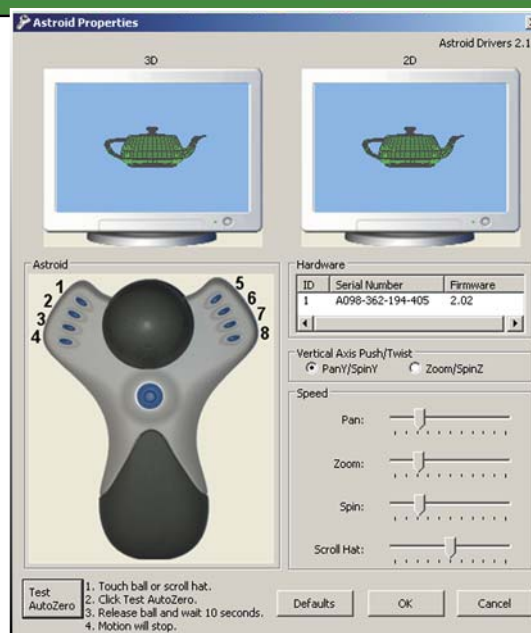 Astroid Properties
Astroid Drivers 2.1
3D
2D
Astroid
1
2
3
4
5
6
7
8
Hardware
ID Serial Number Firmware
1 A098-362-194-405 2.02
Vertical Axis Push/Twist
PanY/SpinY Zoom/SpinZ
Speed
Pan:
Zoom:
Spin:
Scroll Hat:
Test
AutoZero
1. Touch ball or scroll hat.
2. Click Test AutoZero.
3. Release ball and wait 10 seconds.
4. Motion will stop.
Defaults
OK
Cancel